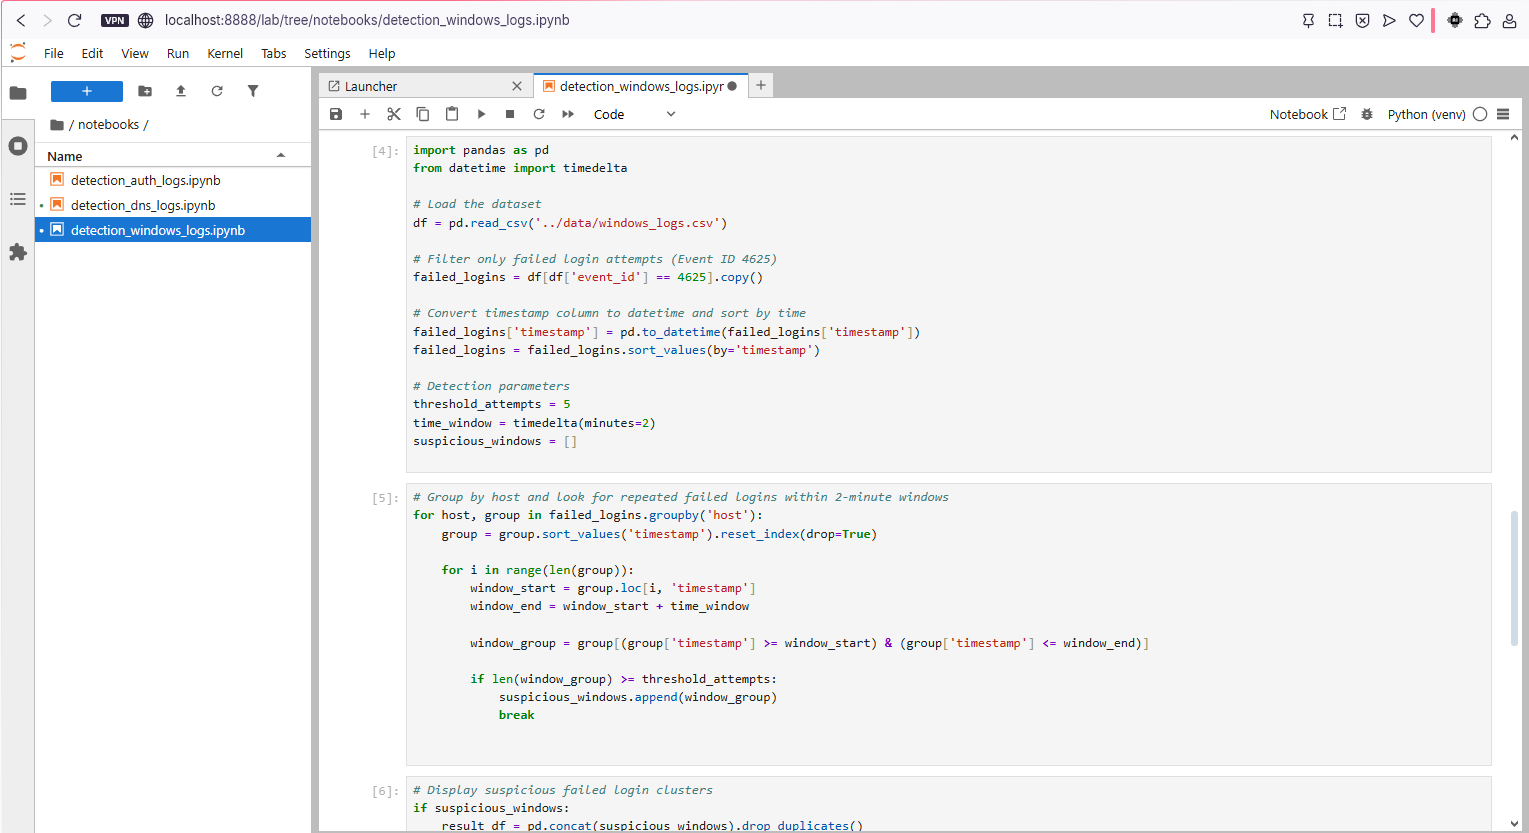 VPN localhost:8888/lab/tree/notebooks/detection_windows_logs.ipynb
File Edit View Run Kernel Tabs Settings Help
+
/ notebooks /
Name
detection_auth_logs.ipynb
detection_dns_logs.ipynb
detection_windows_logs.ipynb
Launcher
detection_windows_logs.ipyr
Code
Notebook
Python (venv)
[4]:
import pandas as pd
from datetime import timedelta
# Load the dataset
df = pd.read_csv('../data/windows_logs.csv')
# Filter only failed login attempts (Event ID 4625)
failed_logins = df[df['event_id'] == 4625].copy()
# Convert timestamp column to datetime and sort by time
failed_logins['timestamp'] = pd.to_datetime(failed_logins['timestamp'])
failed_logins = failed_logins.sort_values(by='timestamp')
# Detection parameters
threshold_attempts = 5
time_window = timedelta(minutes=2)
suspicious_windows = []
[5]:
# Group by host and look for repeated failed logins within 2-minute windows
for host, group in failed_logins.groupby('host'):
    group = group.sort_values('timestamp').reset_index(drop=True)
    for i in range(len(group)):
        window_start = group.loc[i, 'timestamp']
        window_end = window_start + time_window
        window_group = group[(group['timestamp'] >= window_start) & (group['timestamp'] <= window_end)]
        if len(window_group) >= threshold_attempts:
            suspicious_windows.append(window_group)
            break
[6]:
# Display suspicious failed login clusters
if suspicious_windows:
    result_df = pd.concat(suspicious_windows).drop_duplicates()